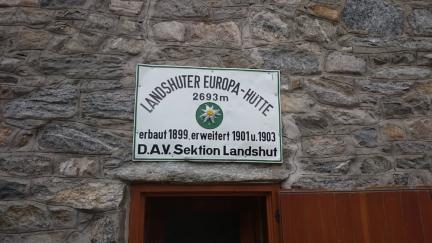 LANDSHUTER EUROPA-HÜTTE
2693m
erbaut 1899, erweitert 1901 u. 1903
D.A.V. Sektion Landshut